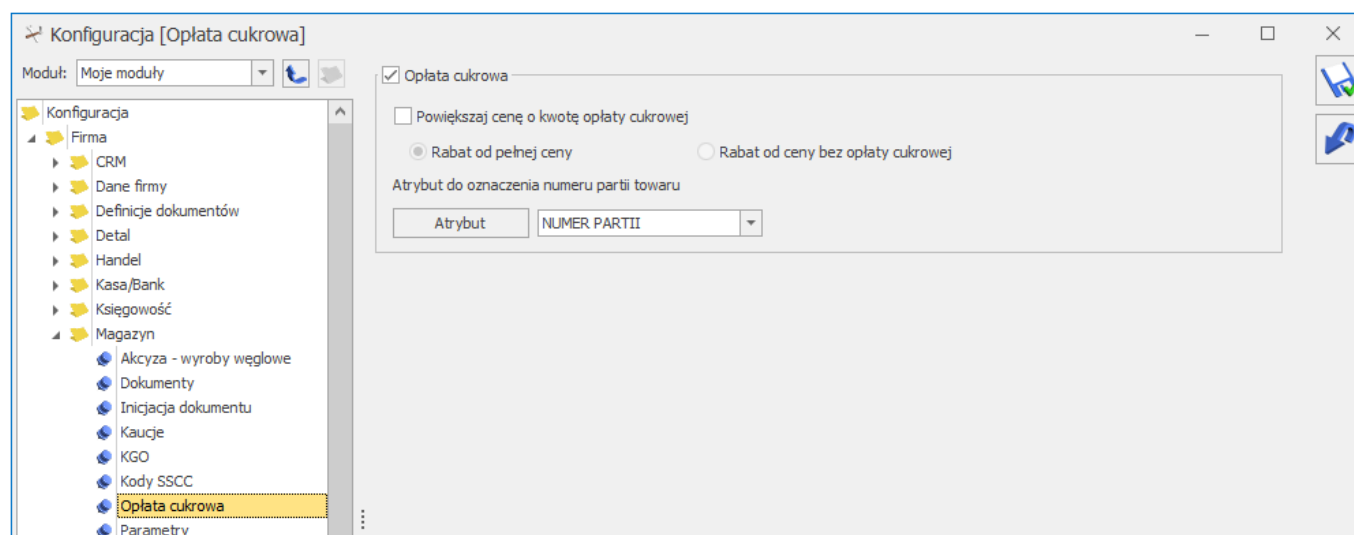 Konfiguracja [Opłata cukrowa]
Moduł: Moje moduły
Konfiguracja
Firma
CRM
Dane firmy
Definicje dokumentów
Detal
Handel
Kasa/Bank
Księgowość
Magazyn
Akcyza - wyroby węglowe
Dokumenty
Inicjacja dokumentu
Kaucje
KGO
Kody SSCC
Opłata cukrowa
Parametry
Opłata cukrowa
Powiększaj cenę o kwotę opłaty cukrowej
Rabat od pełnej ceny Rabat od ceny bez opłaty cukrowej
Atrybut do oznaczenia numeru partii towaru
Atrybut NUMER PARTII